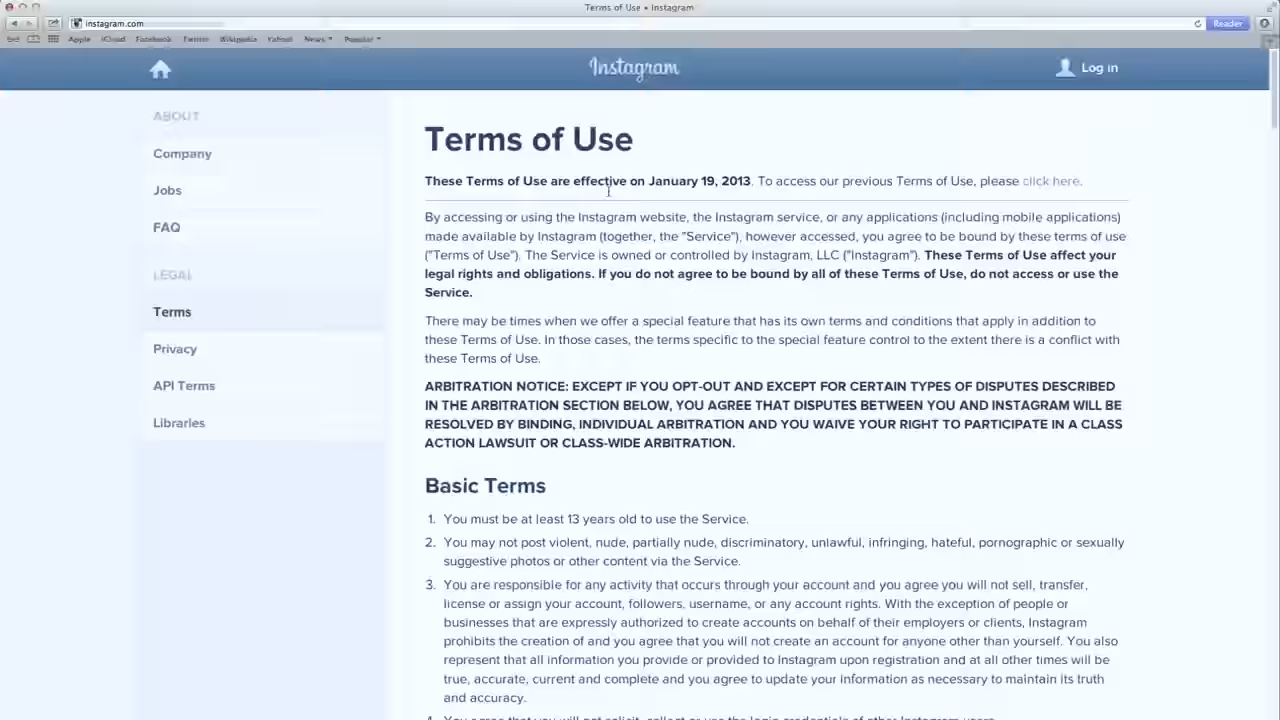 Terms of Use • Instagram
instagram.com
Reader
Apple iCloud Facebook Twitter Wikipedia Yahoo! News Popular
Instagram
Log in
ABOUT
Company
Jobs
FAQ
LEGAL
Terms
Privacy
API Terms
Libraries
Terms of Use
These Terms of Use are effective on January 19, 2013. To access our previous Terms of Use, please click here.
By accessing or using the Instagram website, the Instagram service, or any applications (including mobile applications)
made available by Instagram (together, the "Service"), however accessed, you agree to be bound by these terms of use
("Terms of Use"). The Service is owned or controlled by Instagram, LLC ("Instagram"). These Terms of Use affect your
legal rights and obligations. If you do not agree to be bound by all of these Terms of Use, do not access or use the
Service.
There may be times when we offer a special feature that has its own terms and conditions that apply in addition to
these Terms of Use. In those cases, the terms specific to the special feature control to the extent there is a conflict with
these Terms of Use.
ARBITRATION NOTICE: EXCEPT IF YOU OPT-OUT AND EXCEPT FOR CERTAIN TYPES OF DISPUTES DESCRIBED
IN THE ARBITRATION SECTION BELOW, YOU AGREE THAT DISPUTES BETWEEN YOU AND INSTAGRAM WILL BE
RESOLVED BY BINDING, INDIVIDUAL ARBITRATION AND YOU WAIVE YOUR RIGHT TO PARTICIPATE IN A CLASS
ACTION LAWSUIT OR CLASS-WIDE ARBITRATION.
Basic Terms
1. You must be at least 13 years old to use the Service.
2. You may not post violent, nude, partially nude, discriminatory, unlawful, infringing, hateful, pornographic or sexually
suggestive photos or other content via the Service.
3. You are responsible for any activity that occurs through your account and you agree you will not sell, transfer,
license or assign your account, followers, username, or any account rights. With the exception of people or
businesses that are expressly authorized to create accounts on behalf of their employers or clients, Instagram
prohibits the creation of and you agree that you will not create an account for anyone other than yourself. You also
represent that all information you provide or provided to Instagram upon registration and at all other times will be
true, accurate, current and complete and you agree to update your information as necessary to maintain its truth
and accuracy.
4. You agree that you will not solicit, collect or use the login credentials of other Instagram users.